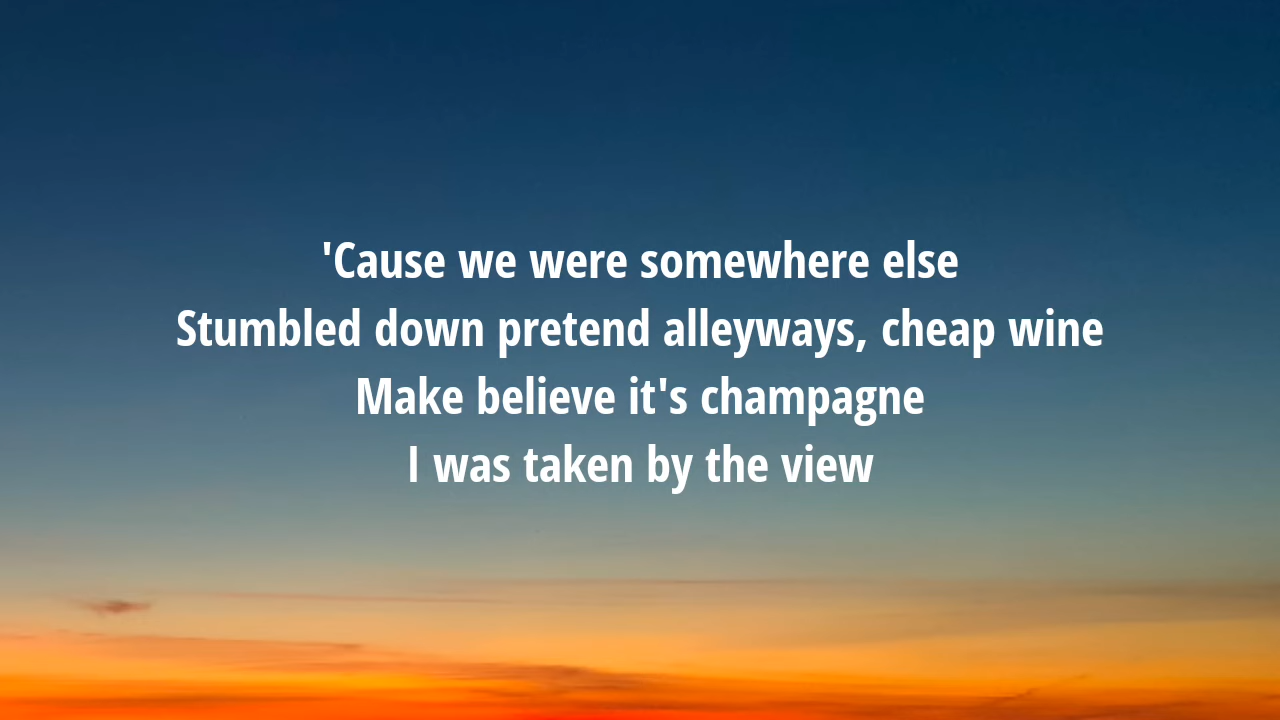 'Cause we were somewhere else
Stumbled down pretend alleyways, cheap wine
Make believe it's champagne
I was taken by the view